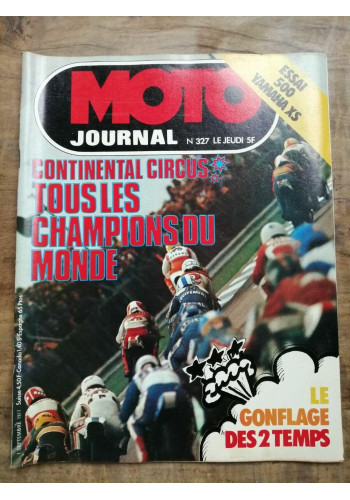 MOTO
JOURNAL
N 327 LE JEUDI 5F
ESSAI
500
YAMAHA XS
CONTINENTAL CIRCUS
TOUS LES
CHAMPIONS DU
MONDE
LE
GONFLAGE
DES 2 TEMPS